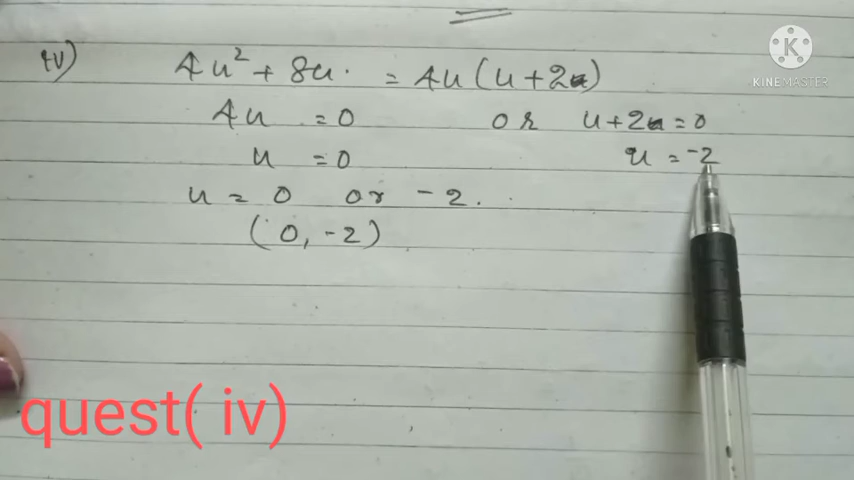 iv) 4u² + 8u. = 4u(u+2)
4u = 0 or u+2=0
u = 0 u = -2
u = 0 or -2.
(0, -2)
quest( iv)
K
KINEMASTER